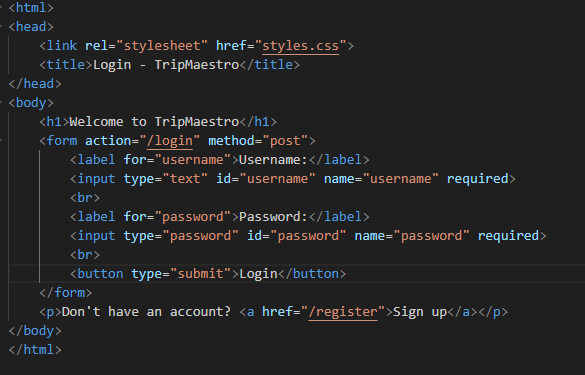 <html>
<head>
<link rel="stylesheet" href="styles.css">
<title>Login - TripMaestro</title>
</head>
<body>
<h1>Welcome to TripMaestro</h1>
<form action="/login" method="post">
<label for="username">Username:</label>
<input type="text" id="username" name="username" required>
<br>
<label for="password">Password:</label>
<input type="password" id="password" name="password" required>
<br>
<button type="submit">Login</button>
</form>
<p>Don't have an account? <a href="/register">Sign up</a></p>
</body>
</html>